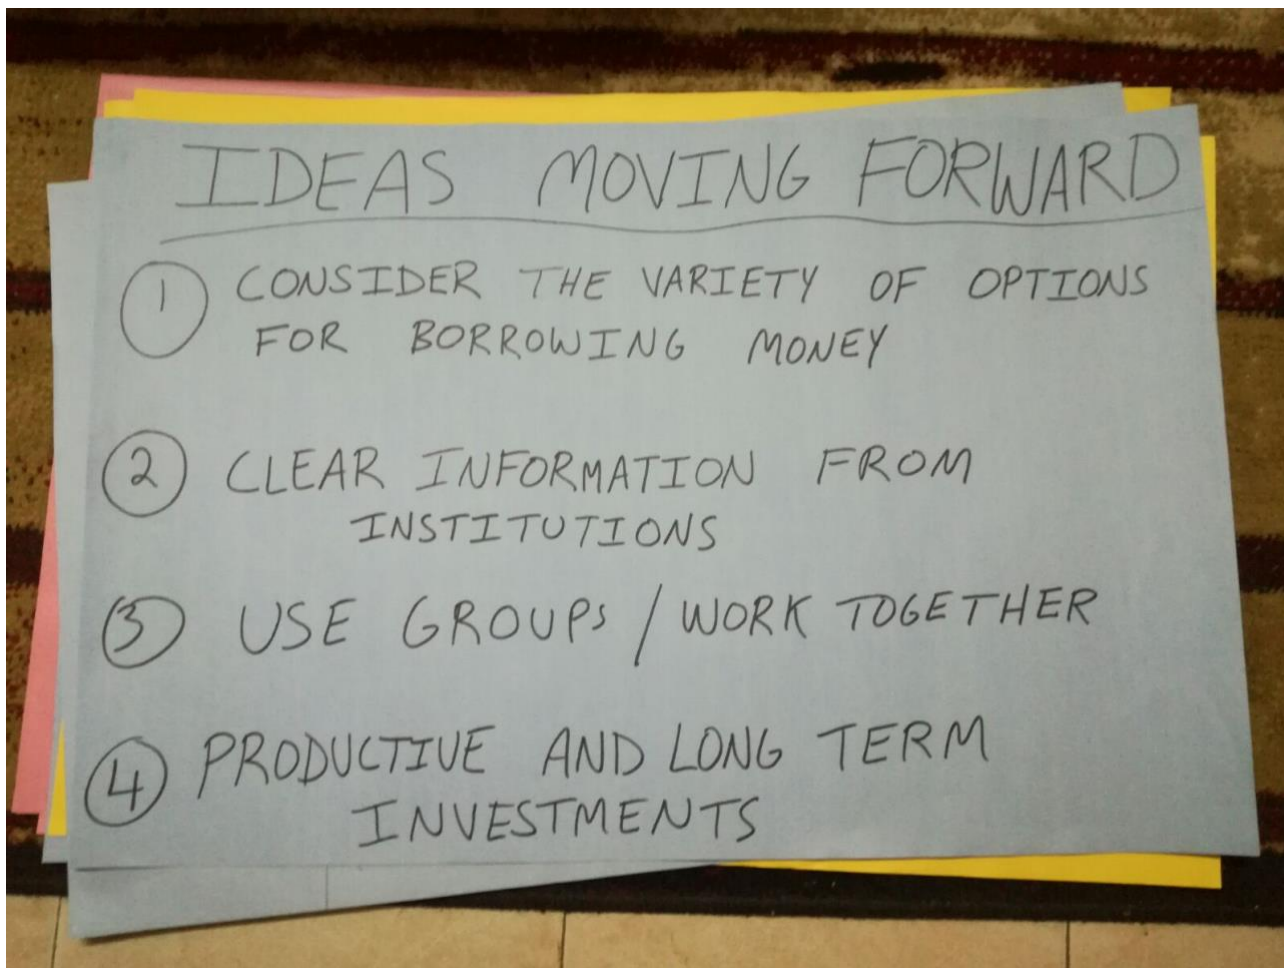 IDEAS MOVING FORWARD
1 CONSIDER THE VARIETY OF OPTIONS
FOR BORROWING MONEY
2 CLEAR INFORMATION FROM
INSTITUTIONS
3 USE GROUPS / WORK TOGETHER
4 PRODUCTIVE AND LONG TERM
INVESTMENTS